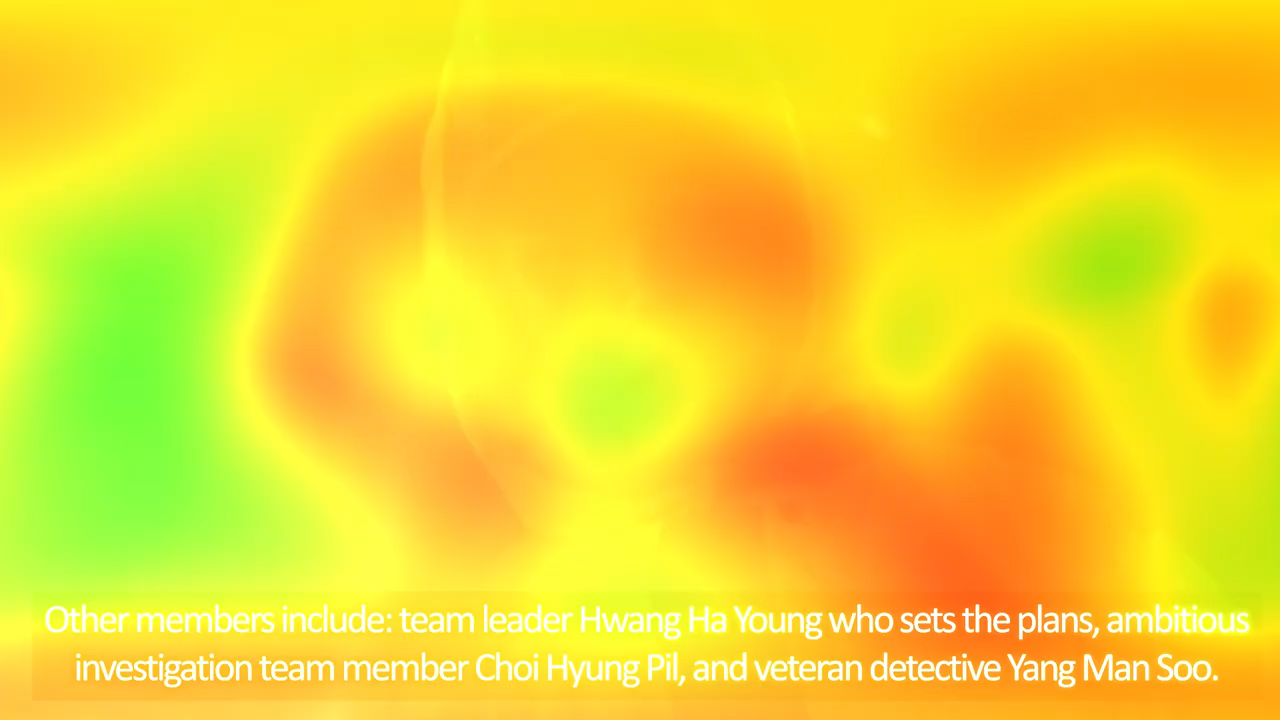 Other members include: team leader Hwang Ha Young who sets the plans, ambitious
investigation team member Choi Hyung Pil, and veteran detective Yang Man Soo.